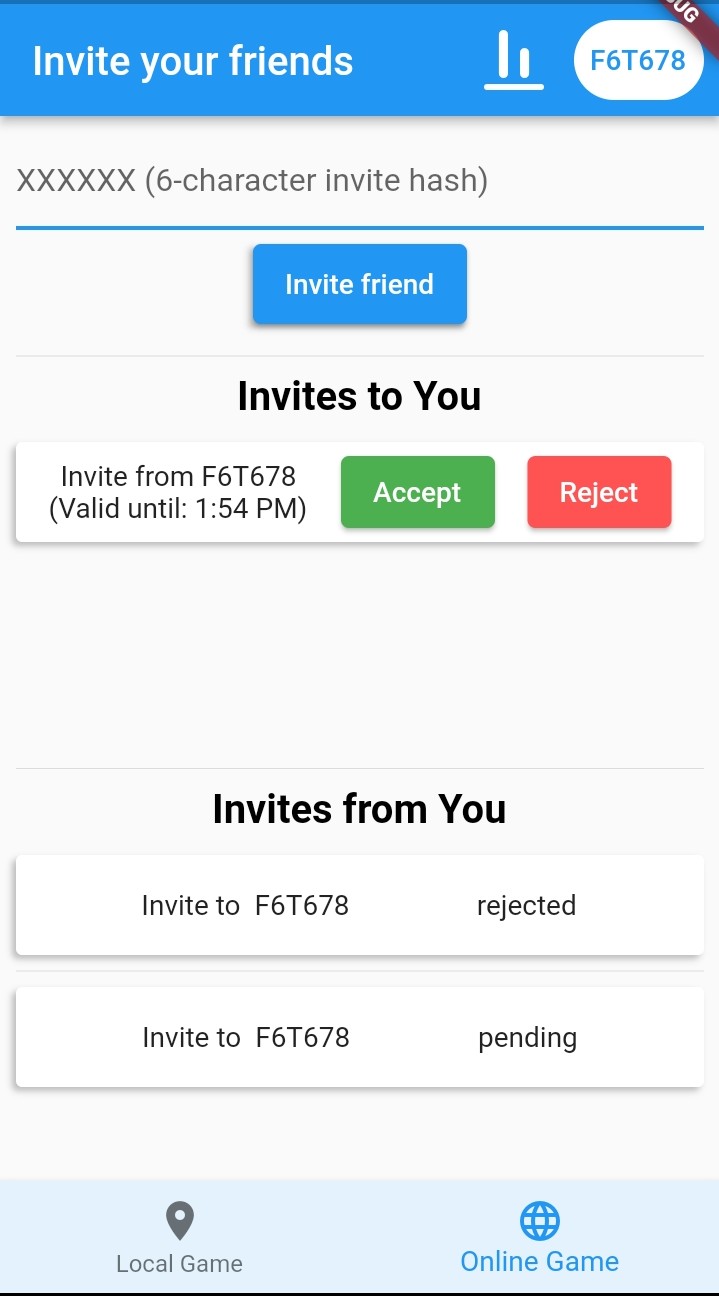 Invite your friends
F6T678
XXXXXX (6-character invite hash)
Invite friend
Invites to You
Invite from F6T678
(Valid until: 1:54 PM)
Accept
Reject
Invites from You
Invite to F6T678 rejected
Invite to F6T678 pending
Local Game
Online Game